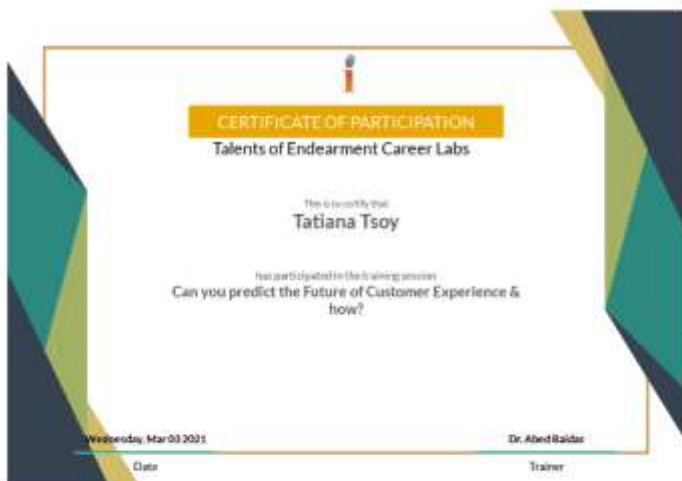 CERTIFICATE OF PARTICIPATION
Talents of Endearment Career Labs
This is to certify that
Tatiana Tsoy
has participated in the training session
Can you predict the Future of Customer Experience &
how?
Wednesday, Mar 03 2021
Dr. Abed Baidas
Date
Trainer